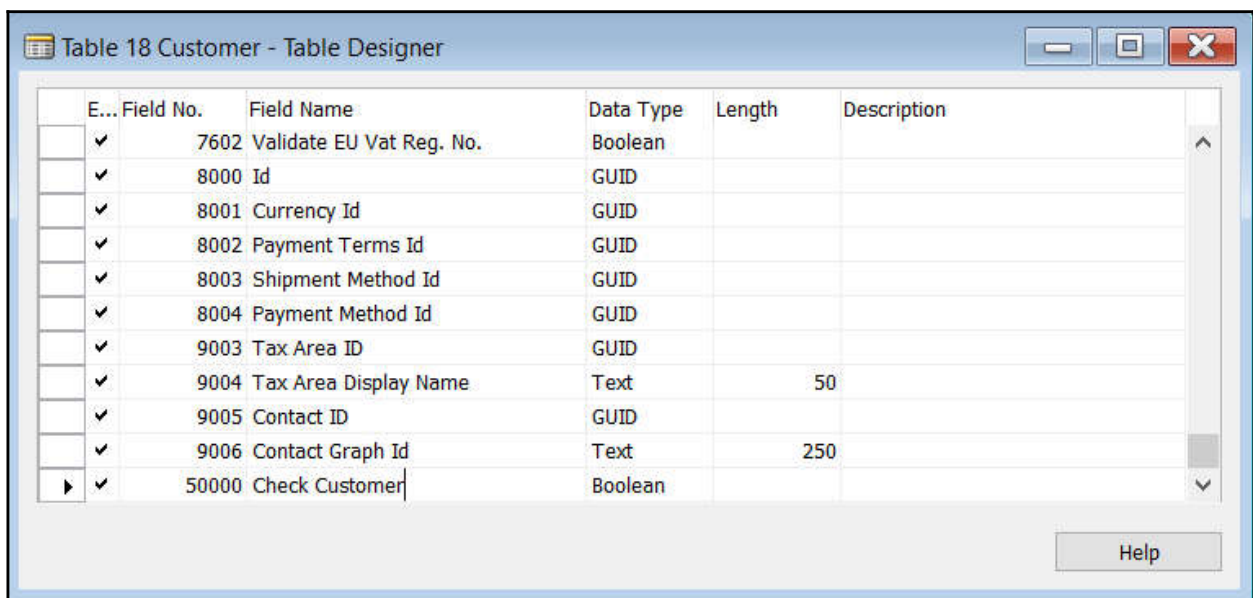 Table 18 Customer - Table Designer
E... Field No. Field Name Data Type Length Description
7602 Validate EU Vat Reg. No. Boolean
8000 Id GUID
8001 Currency Id GUID
8002 Payment Terms Id GUID
8003 Shipment Method Id GUID
8004 Payment Method Id GUID
9003 Tax Area ID GUID
9004 Tax Area Display Name Text 50
9005 Contact ID GUID
9006 Contact Graph Id Text 250
50000 Check Customer Boolean
Help